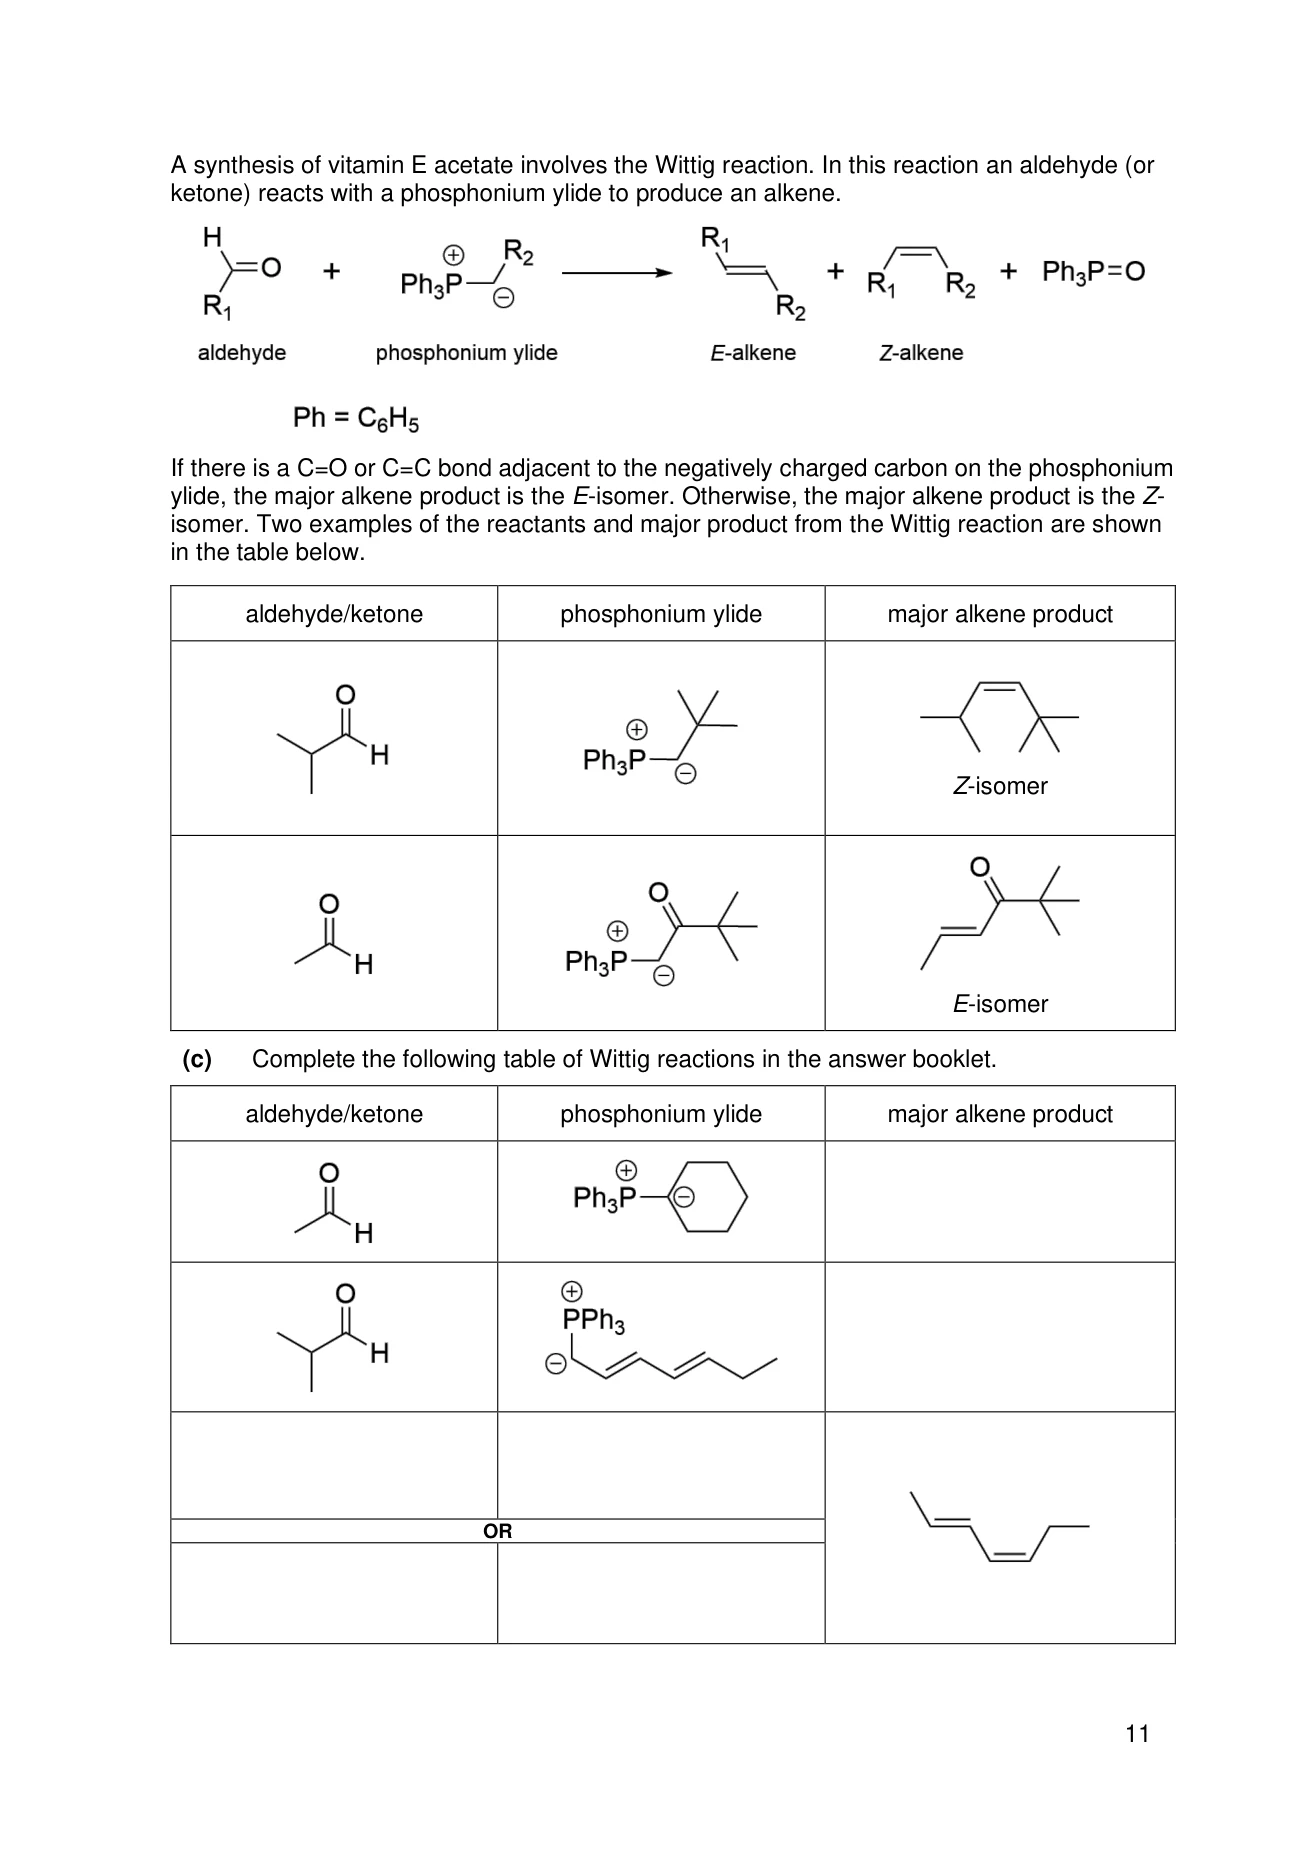 A synthesis of vitamin E acetate involves the Wittig reaction. In this reaction an aldehyde (or
ketone) reacts with a phosphonium ylide to produce an alkene.
H
R₁
O
+
⊕
Ph₃P
R₂
⊖
R₁
R₂
+
R₁
R₂
+
Ph₃P=O
aldehyde
phosphonium ylide
E-alkene
Z-alkene
Ph = C₆H₅
If there is a C=O or C=C bond adjacent to the negatively charged carbon on the phosphonium
ylide, the major alkene product is the E-isomer. Otherwise, the major alkene product is the Z-
isomer. Two examples of the reactants and major product from the Wittig reaction are shown
in the table below.
aldehyde/ketone
phosphonium ylide
major alkene product
O
H
⊕
Ph₃P
⊖
Z-isomer
O
H
O
⊕
Ph₃P
⊖
O
E-isomer
(c) Complete the following table of Wittig reactions in the answer booklet.
aldehyde/ketone
phosphonium ylide
major alkene product
O
H
⊕
Ph₃P
⊖
O
H
⊕
PPh₃
⊖
OR
11